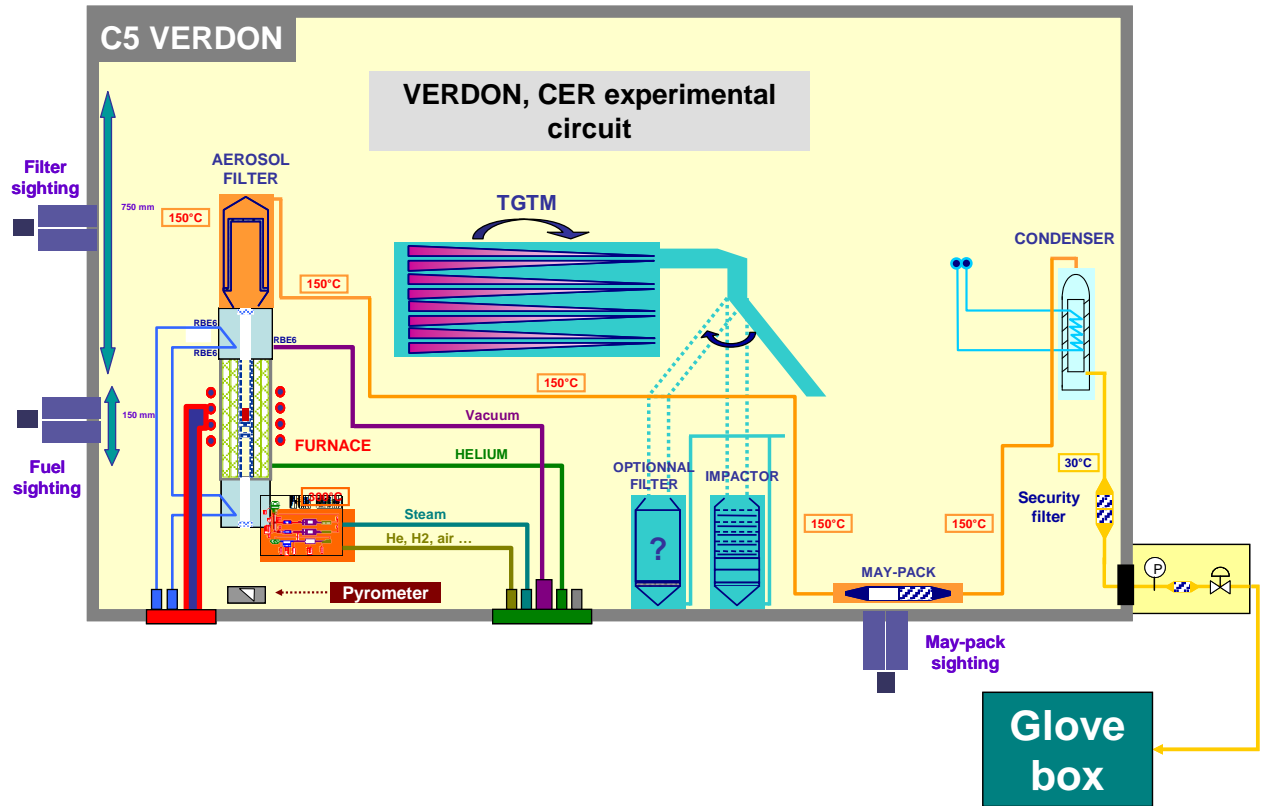 C5 VERDON
VERDON, CER experimental
circuit
Filter
sighting
750 mm
AEROSOL
FILTER
150°C
TGTM
CONDENSER
150°C
RBE6
RBE6
RBE6
150°C
150 mm
Vacuum
FURNACE
Fuel
sighting
HELIUM
OPTIONNAL
FILTER
IMPACTOR
30°C
Security
filter
Steam
150°C
150°C
He, H2, air ...
?
MAY-PACK
P
Pyrometer
May-pack
sighting
Glove
box